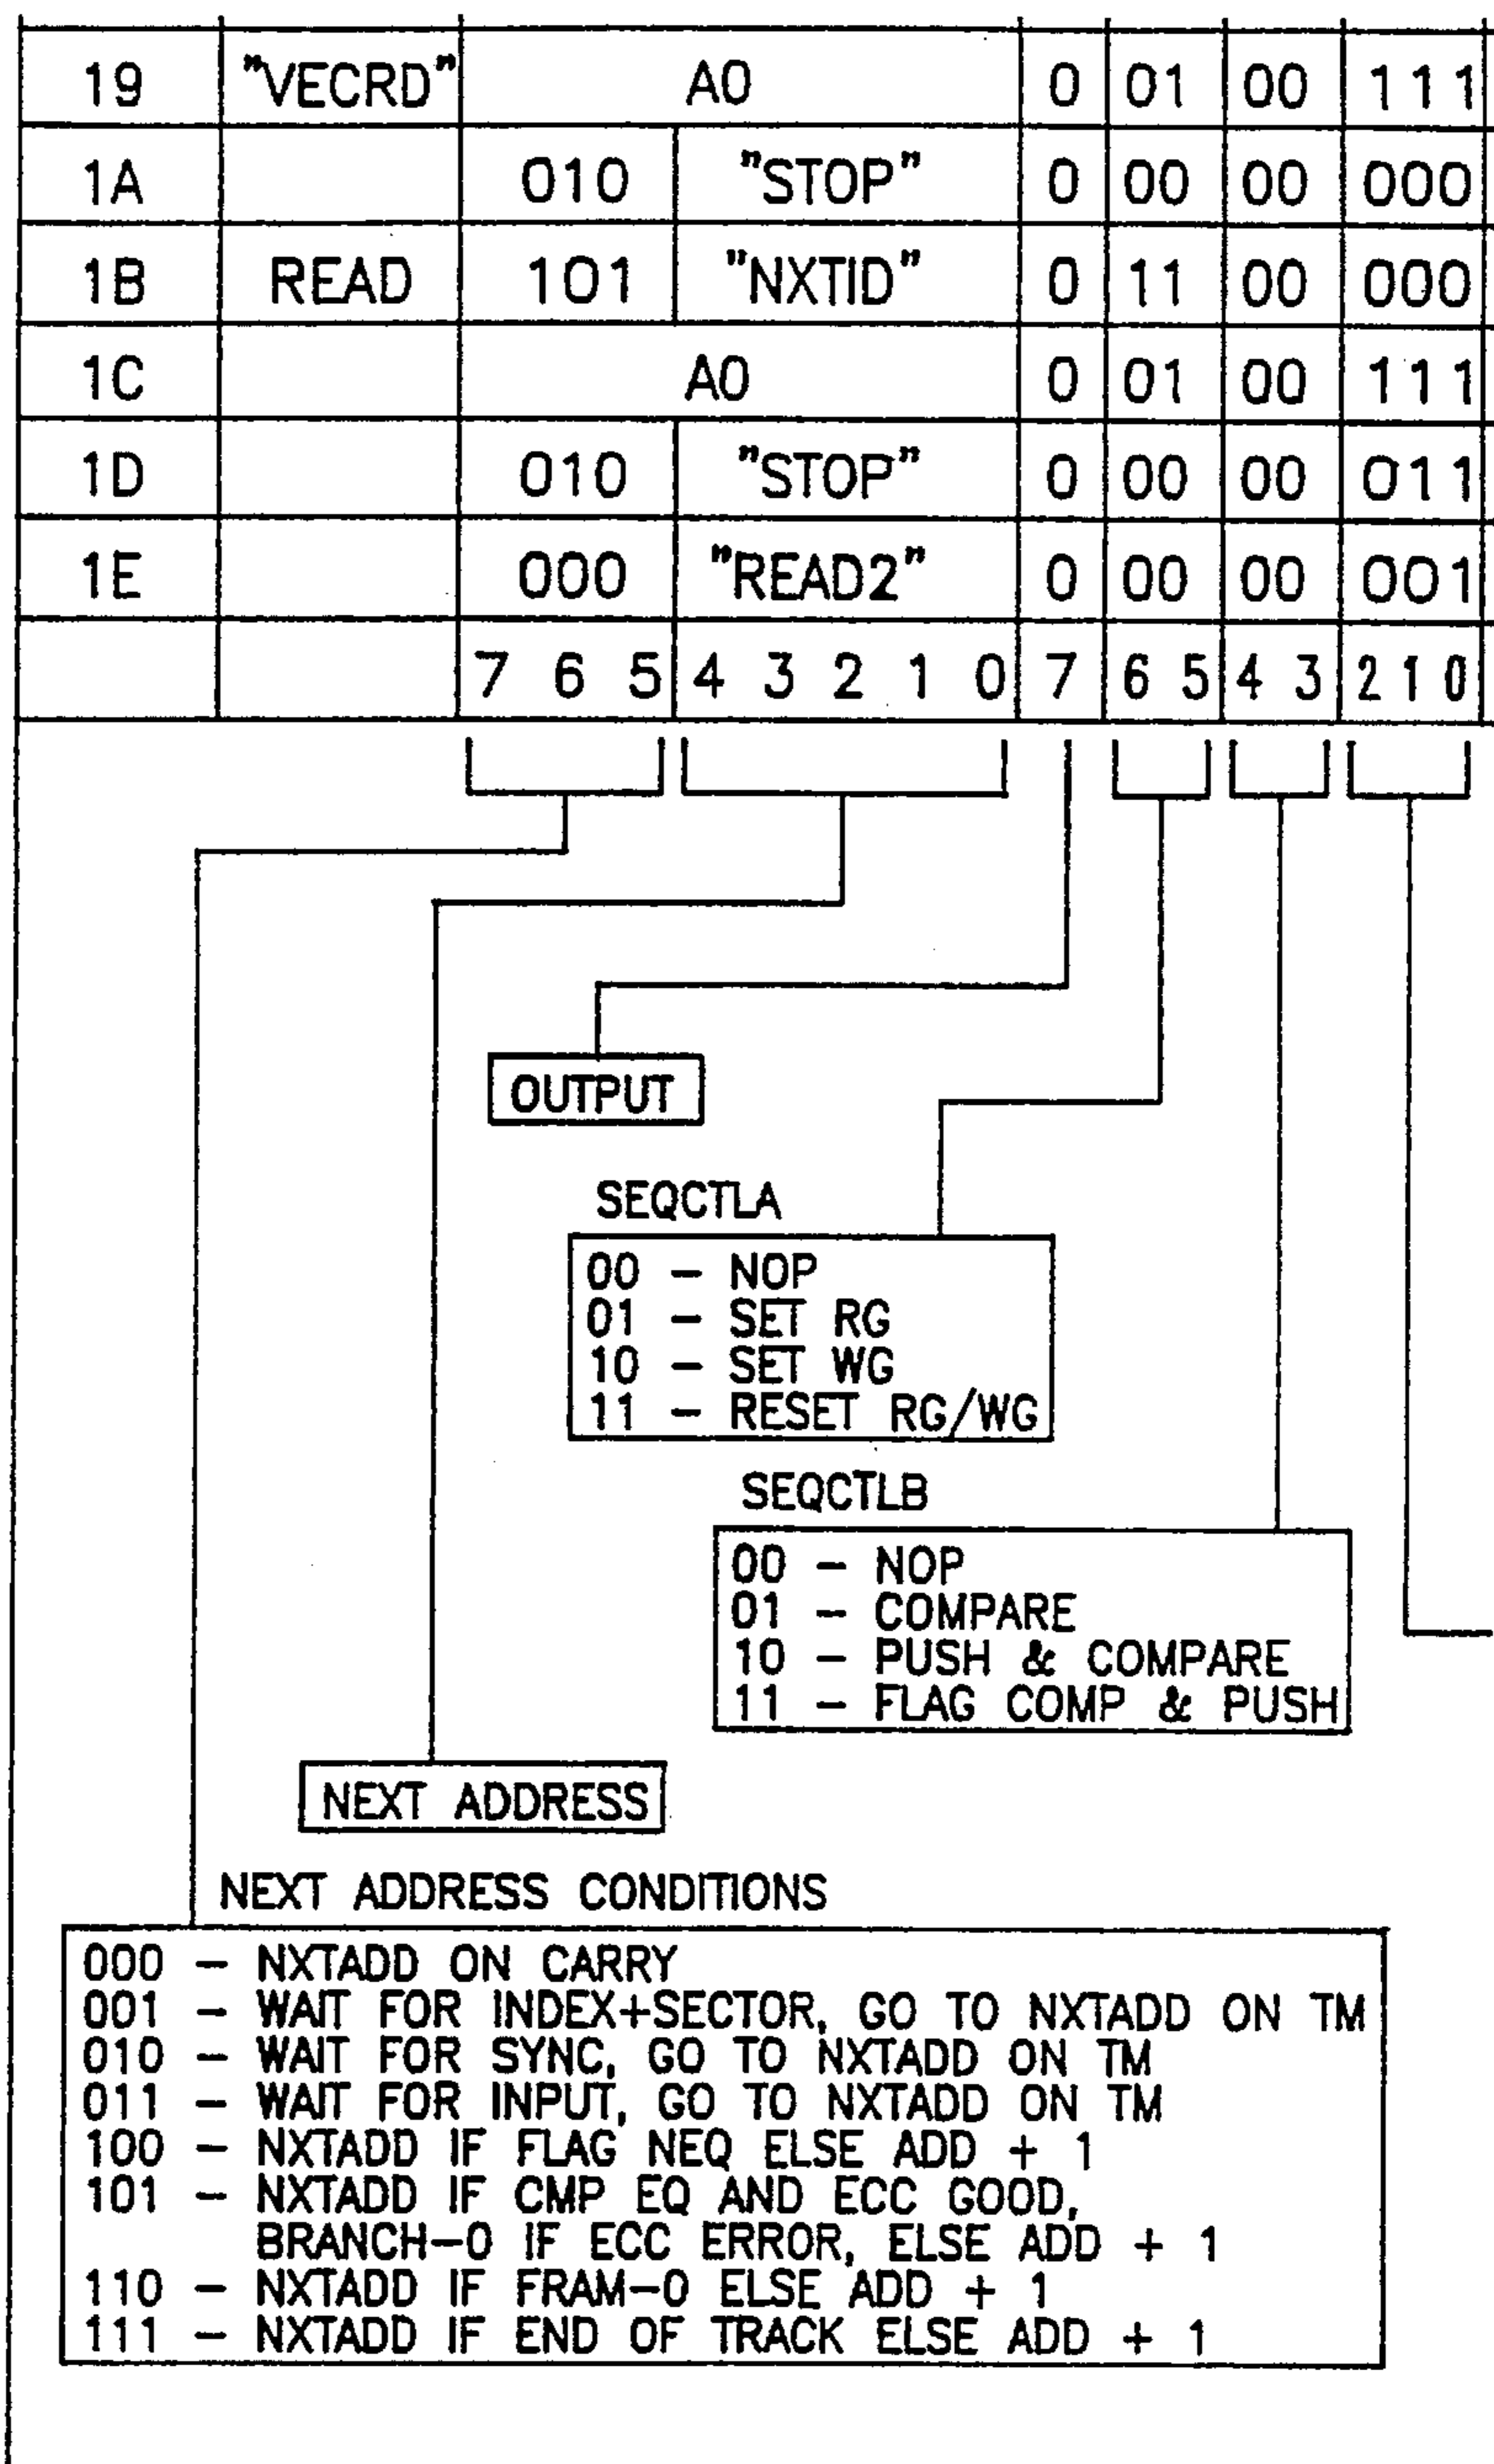 19 "VECRD" A0 0 01 00 111
1A 010 "STOP" 0 00 00 000
1B READ 101 "NXTID" 0 11 00 000
1C A0 0 01 00 111
1D 010 "STOP" 0 00 00 011
1E 000 "READ2" 0 00 00 001
7 6 5 4 3 2 1 0 7 6 5 4 3 2 1 0
OUTPUT
SEQCTLA
00 – NOP
01 – SET RG
10 – SET WG
11 – RESET RG/WG
SEQCTLB
00 – NOP
01 – COMPARE
10 – PUSH & COMPARE
11 – FLAG COMP & PUSH
NEXT ADDRESS
NEXT ADDRESS CONDITIONS
000 – NXTADD ON CARRY
001 – WAIT FOR INDEX+SECTOR, GO TO NXTADD ON TM
010 – WAIT FOR SYNC, GO TO NXTADD ON TM
011 – WAIT FOR INPUT, GO TO NXTADD ON TM
100 – NXTADD IF FLAG NEQ ELSE ADD + 1
101 – NXTADD IF CMP EQ AND ECC GOOD,
BRANCH–0 IF ECC ERROR, ELSE ADD + 1
110 – NXTADD IF FRAM–0 ELSE ADD + 1
111 – NXTADD IF END OF TRACK ELSE ADD + 1